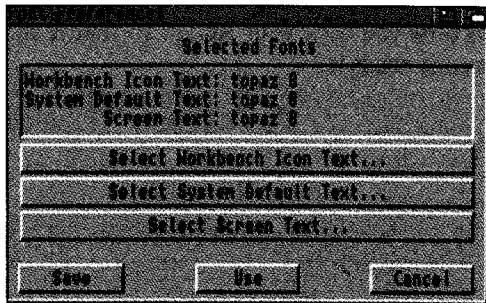 Selected Fonts
Workbench Icon Text: topaz 8
System Default Text: topaz 8
Screen Text: topaz 8
Select Workbench Icon Text...
Select System Default Text...
Select Screen Text...
Save
Use
Cancel